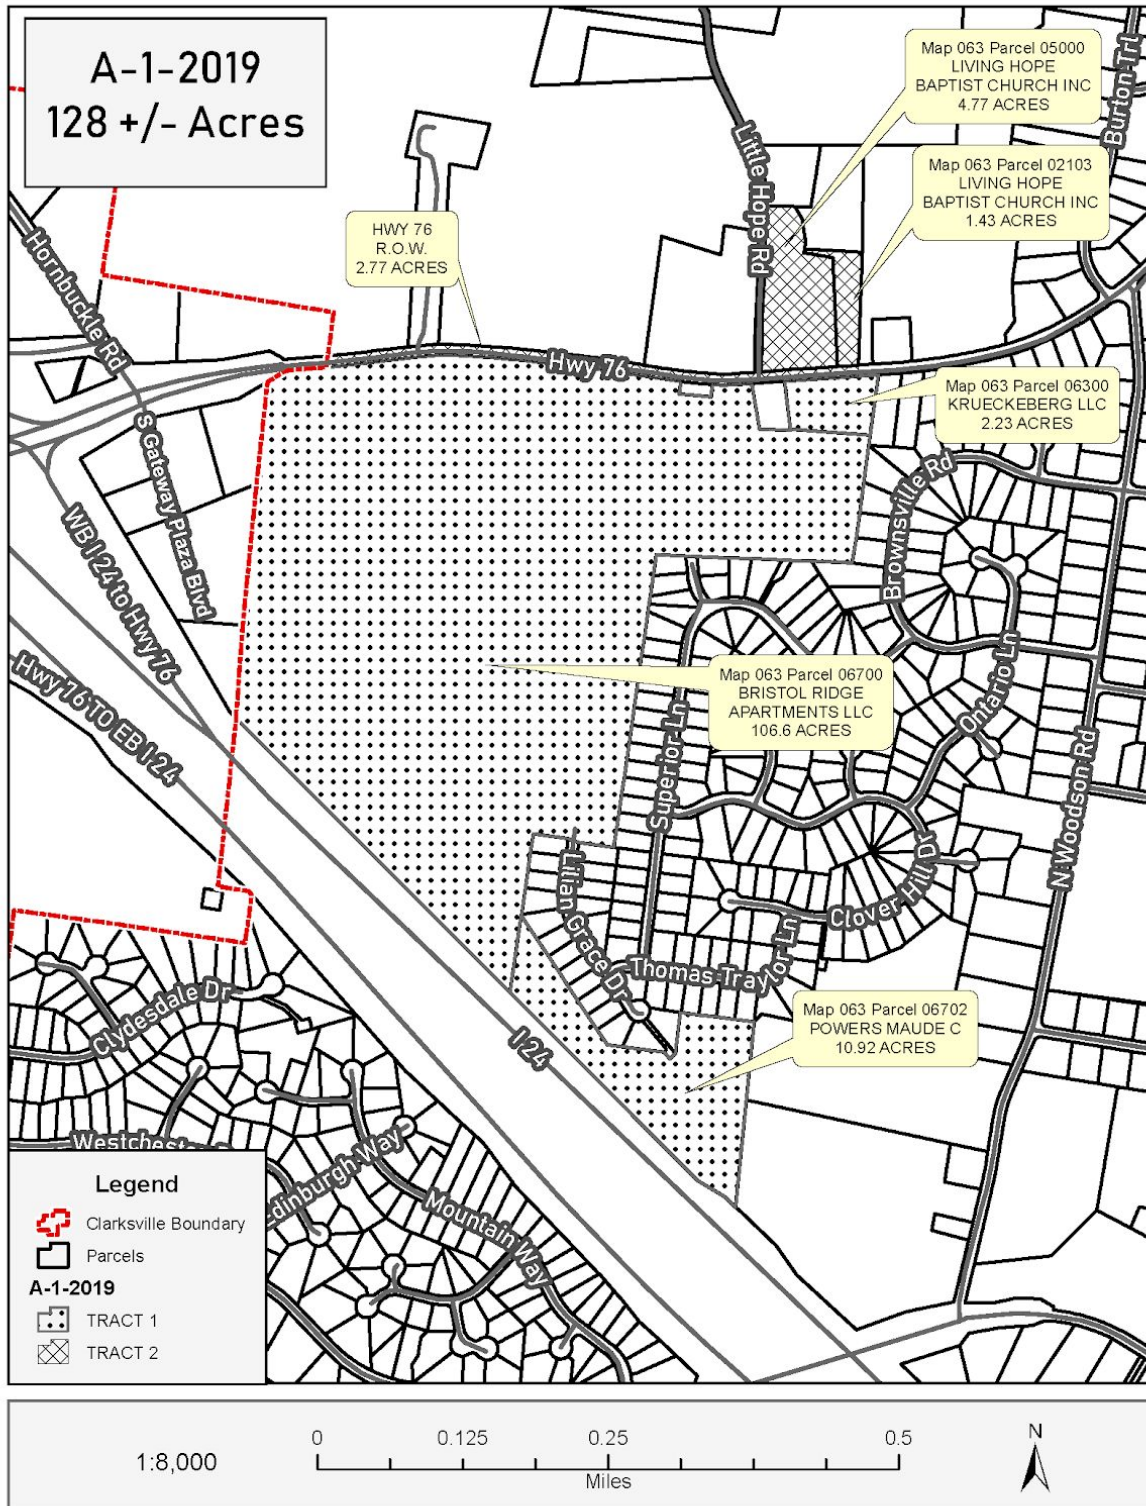 A-1-2019
128 +/- Acres
Map 063 Parcel 05000
LIVING HOPE
BAPTIST CHURCH INC
4.77 ACRES
Map 063 Parcel 02103
LIVING HOPE
BAPTIST CHURCH INC
1.43 ACRES
HWY 76
R.O.W.
2.77 ACRES
Burton Trl
Little Hope Rd
Hornbuckle Rd
Hwy 76
Map 063 Parcel 06300
KRUECKEBERG LLC
2.23 ACRES
S Gateway Plaza Blvd
Brownsville Rd
WB I 24 to Hwy 76
Hwy 76 TO EB I 24
Map 063 Parcel 06700
BRISTOL RIDGE
APARTMENTS LLC
106.6 ACRES
Superior Ln
Ontario Ln
N Woodson Rd
Lilian Grace Dr
Clover Hill Dr
Thomas Traylor Ln
Clydesdale Dr
I-24
Map 063 Parcel 06702
POWERS MAUDE C
10.92 ACRES
Edinburgh Way
Mountain Way
Legend
Clarksville Boundary
Parcels
A-1-2019
TRACT 1
TRACT 2
1:8,000
0 0.125 0.25 0.5
Miles
N